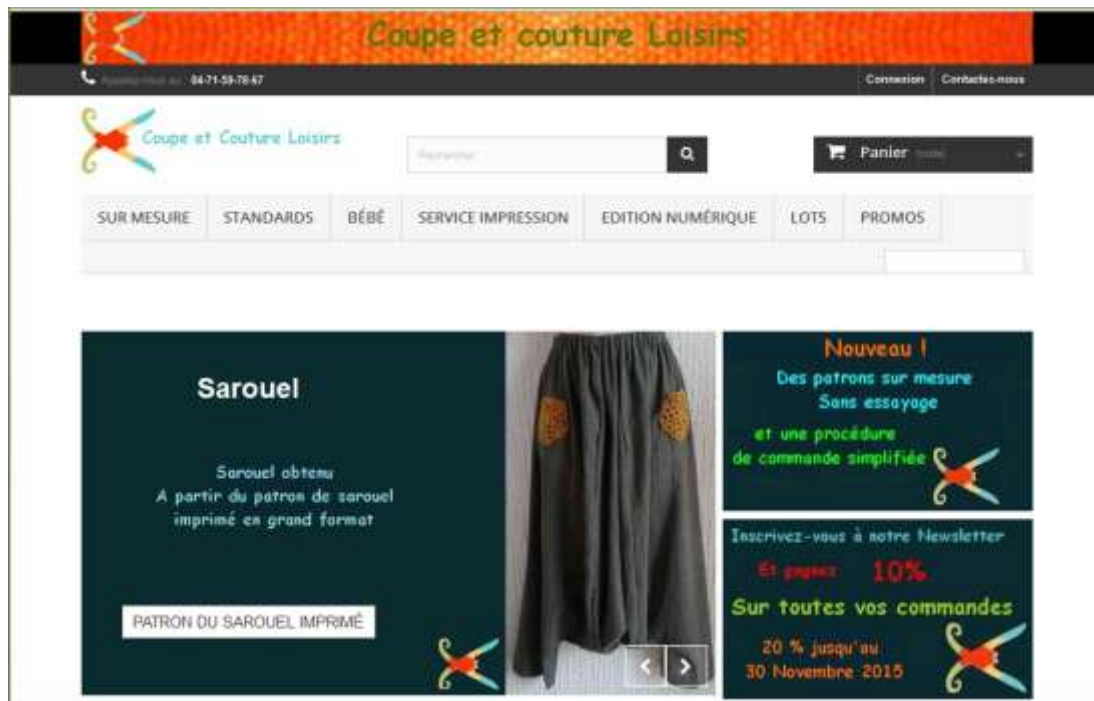 Coupe et couture Loisirs
04-71-59-78-67
Connexion
Contactez-nous
Coupe et Couture Loisirs
Rechercher
Panier
SUR MESURE
STANDARDS
BÉBÉ
SERVICE IMPRESSION
EDITION NUMÉRIQUE
LOTS
PROMOS
Sarouel
Sarouel obtenu
A partir du patron de sarouel
imprimé en grand format
PATRON DU SAROUEL IMPRIMÉ
Nouveau !
Des patrons sur mesure
Sans essayage
et une procédure
de commande simplifiée
Inscrivez-vous à notre Newsletter
Et gagnez 10%
Sur toutes vos commandes
20 % jusqu'au
30 Novembre 2015